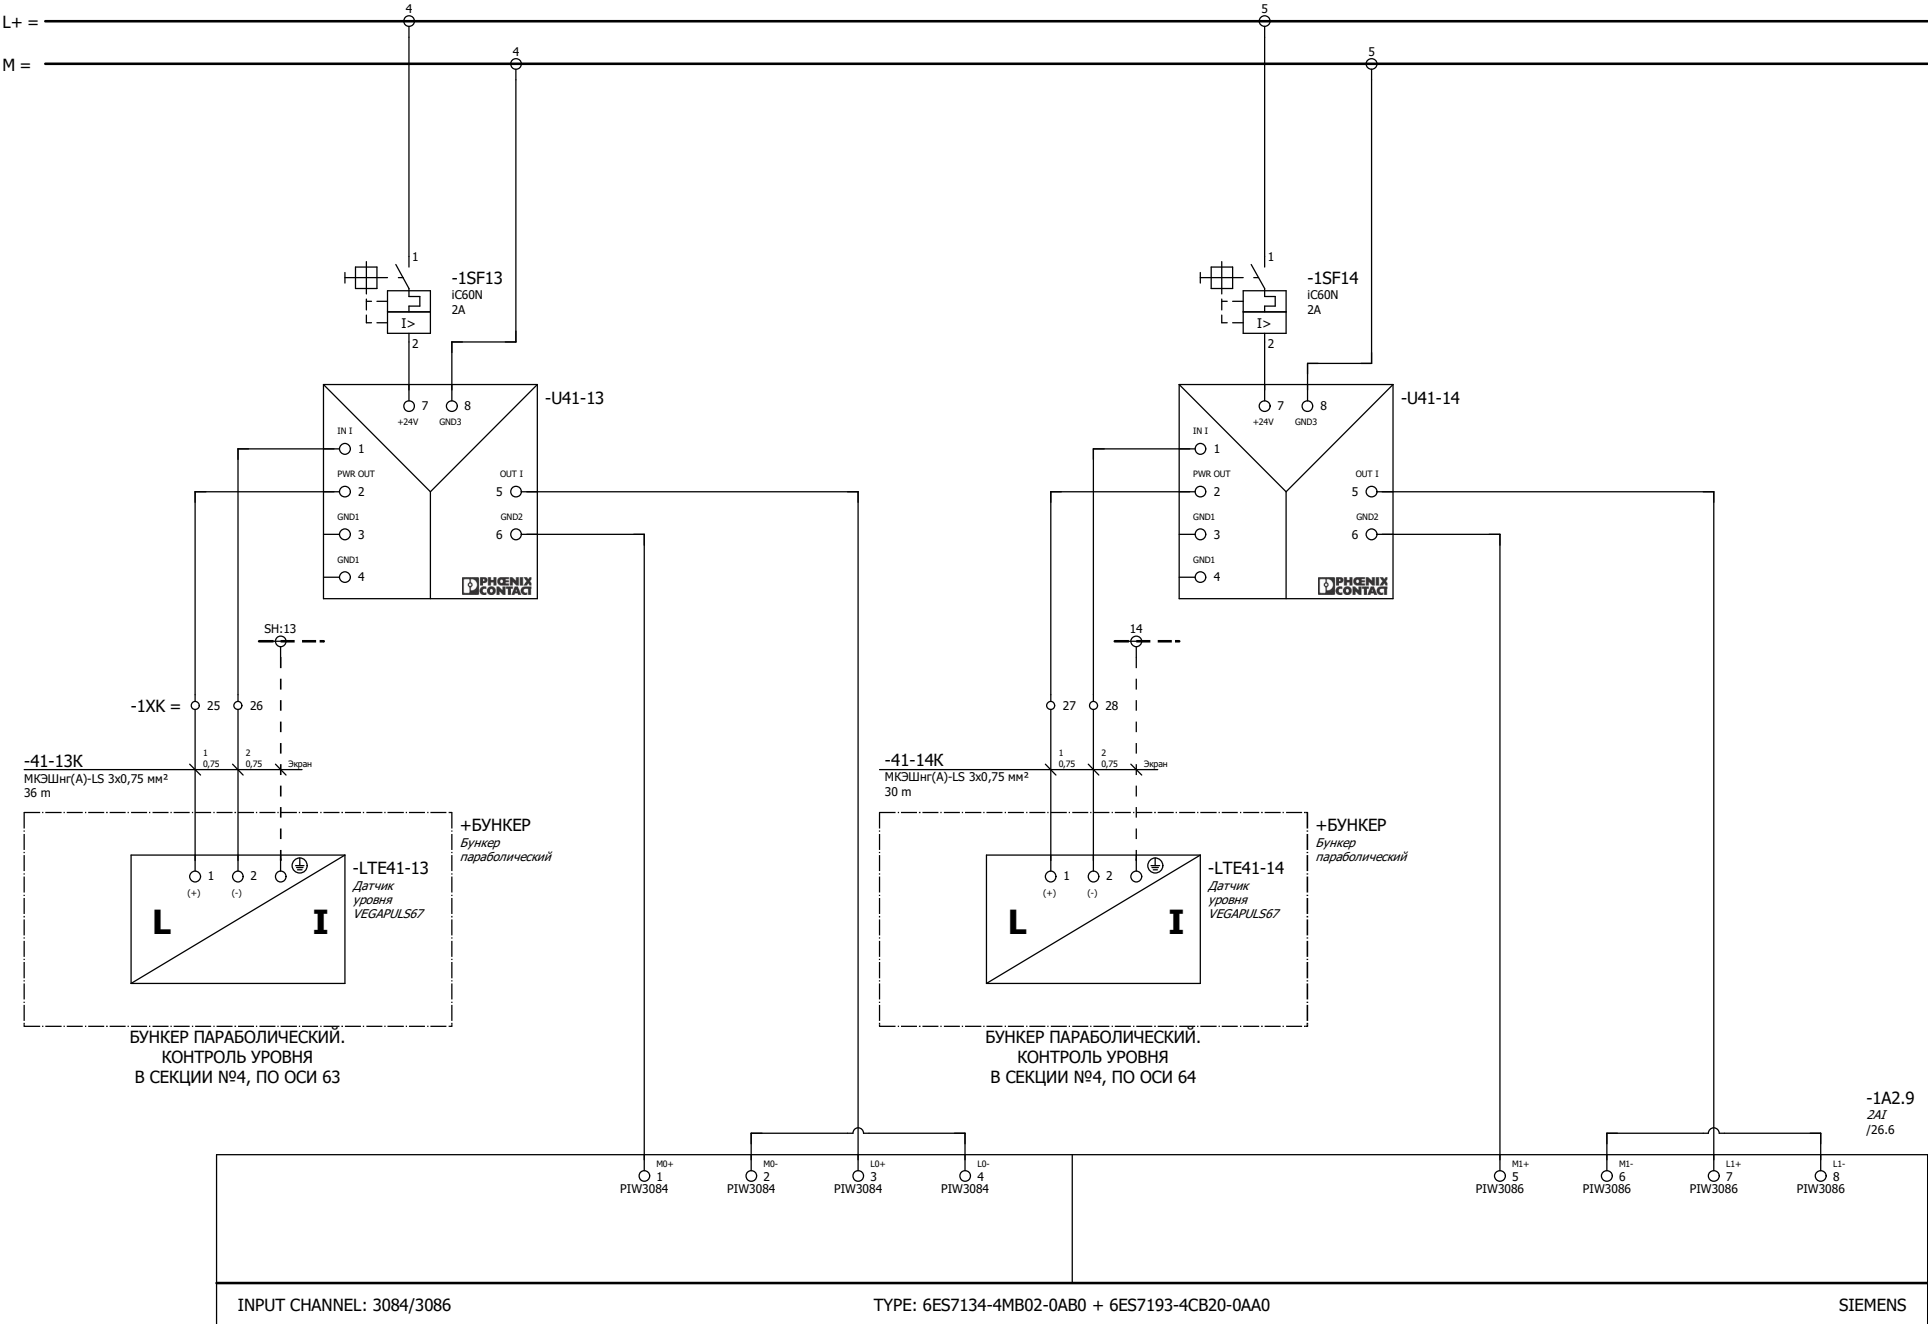 L+ =
4
5
M =
4
5
1
-1SF13
iC60N
2A
I>
2
1
-1SF14
iC60N
2A
I>
2
-U41-13
7
8
+24V
GND3
IN I
1
PWR OUT
2
GND1
3
GND1
4
OUT I
5
GND2
6
PHŒNIX
CONTACT
-U41-14
7
8
+24V
GND3
IN I
1
PWR OUT
2
GND1
3
GND1
4
OUT I
5
GND2
6
PHŒNIX
CONTACT
SH:13
14
-1XK =
25
26
27
28
-41-13К
МКЭШнг(А)-LS 3x0,75 мм²
36 m
1
0,75
2
0,75
Экран
-41-14К
МКЭШнг(А)-LS 3x0,75 мм²
30 m
1
0,75
2
0,75
Экран
+БУНКЕР
Бункер
параболический
1
2
(+)
(-)
-LTE41-13
Датчик
уровня
VEGAPULS67
L
I
БУНКЕР ПАРАБОЛИЧЕСКИЙ.
КОНТРОЛЬ УРОВНЯ
В СЕКЦИИ №4, ПО ОСИ 63
+БУНКЕР
Бункер
параболический
1
2
(+)
(-)
-LTE41-14
Датчик
уровня
VEGAPULS67
L
I
БУНКЕР ПАРАБОЛИЧЕСКИЙ.
КОНТРОЛЬ УРОВНЯ
В СЕКЦИИ №4, ПО ОСИ 64
-1A2.9
2AI
/26.6
M0+
1
PIW3084
M0-
2
PIW3084
L0+
3
PIW3084
L0-
4
PIW3084
M1+
5
PIW3086
M1-
6
PIW3086
L1+
7
PIW3086
L1-
8
PIW3086
INPUT CHANNEL: 3084/3086
TYPE: 6ES7134-4MB02-0AB0 + 6ES7193-4CB20-0AA0
SIEMENS